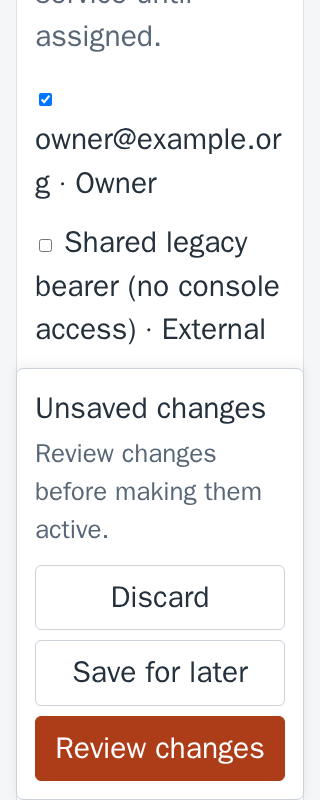 assigned.
owner@example.or
g · Owner
Shared legacy
bearer (no console
access) · External
Unsaved changes
Review changes
before making them
active.
Discard
Save for later
Review changes